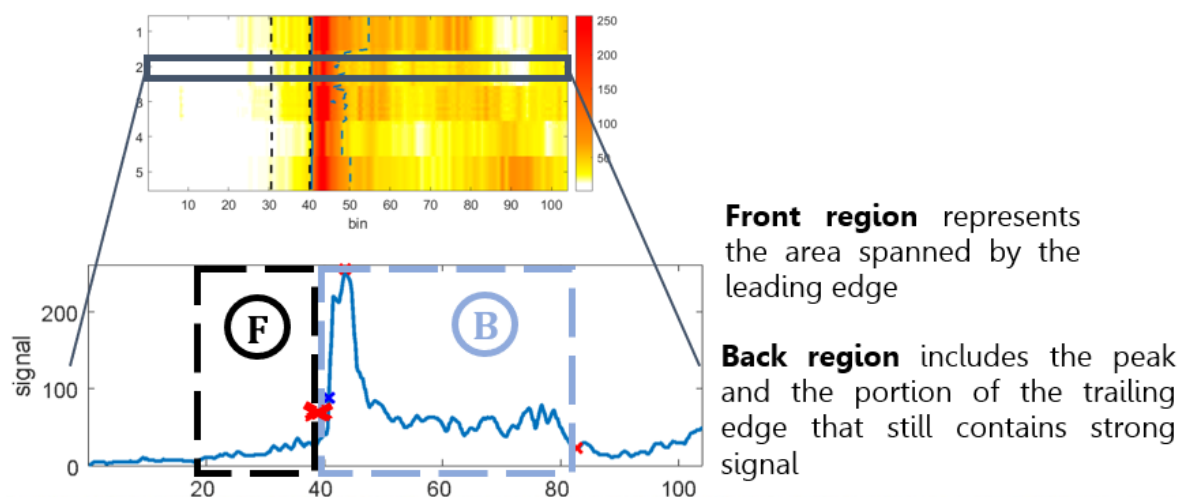 1
2
3
4
5
10 20 30 40 50 60 70 80 90 100
bin
250
200
150
100
50
Front region represents
the area spanned by the
leading edge
Back region includes the peak
and the portion of the trailing
edge that still contains strong
signal
signal
200
100
0
F
B
20 40 60 80 100